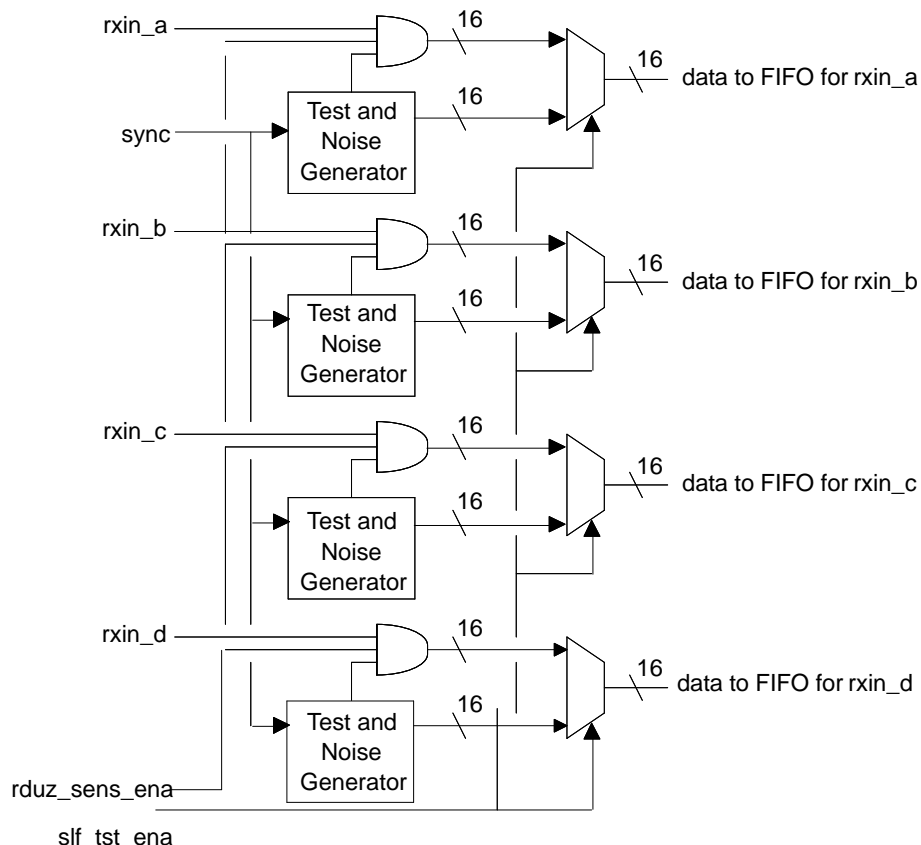 rxin_a
16
16
data to FIFO for rxin_a
16
Test and
Noise
Generator
sync
rxin_b
16
16
data to FIFO for rxin_b
16
Test and
Noise
Generator
rxin_c
16
16
data to FIFO for rxin_c
16
Test and
Noise
Generator
rxin_d
16
16
data to FIFO for rxin_d
16
Test and
Noise
Generator
rduz_sens_ena
slf_tst_ena